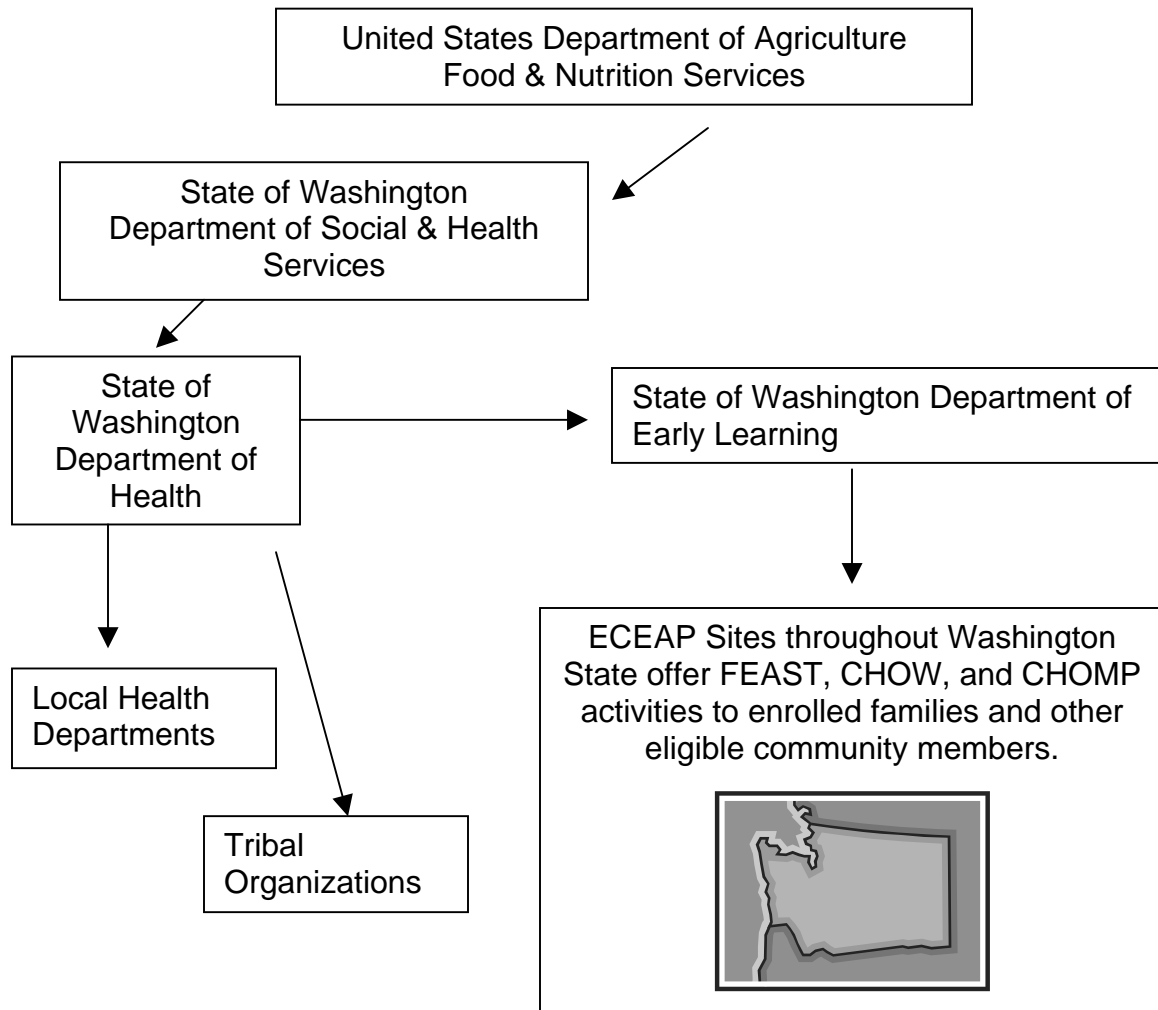 United States Department of Agriculture
Food & Nutrition Services
State of Washington
Department of Social & Health
Services
State of
Washington
Department of
Health
State of Washington Department of
Early Learning
Local Health
Departments
Tribal
Organizations
ECEAP Sites throughout Washington
State offer FEAST, CHOW, and CHOMP
activities to enrolled families and other
eligible community members.